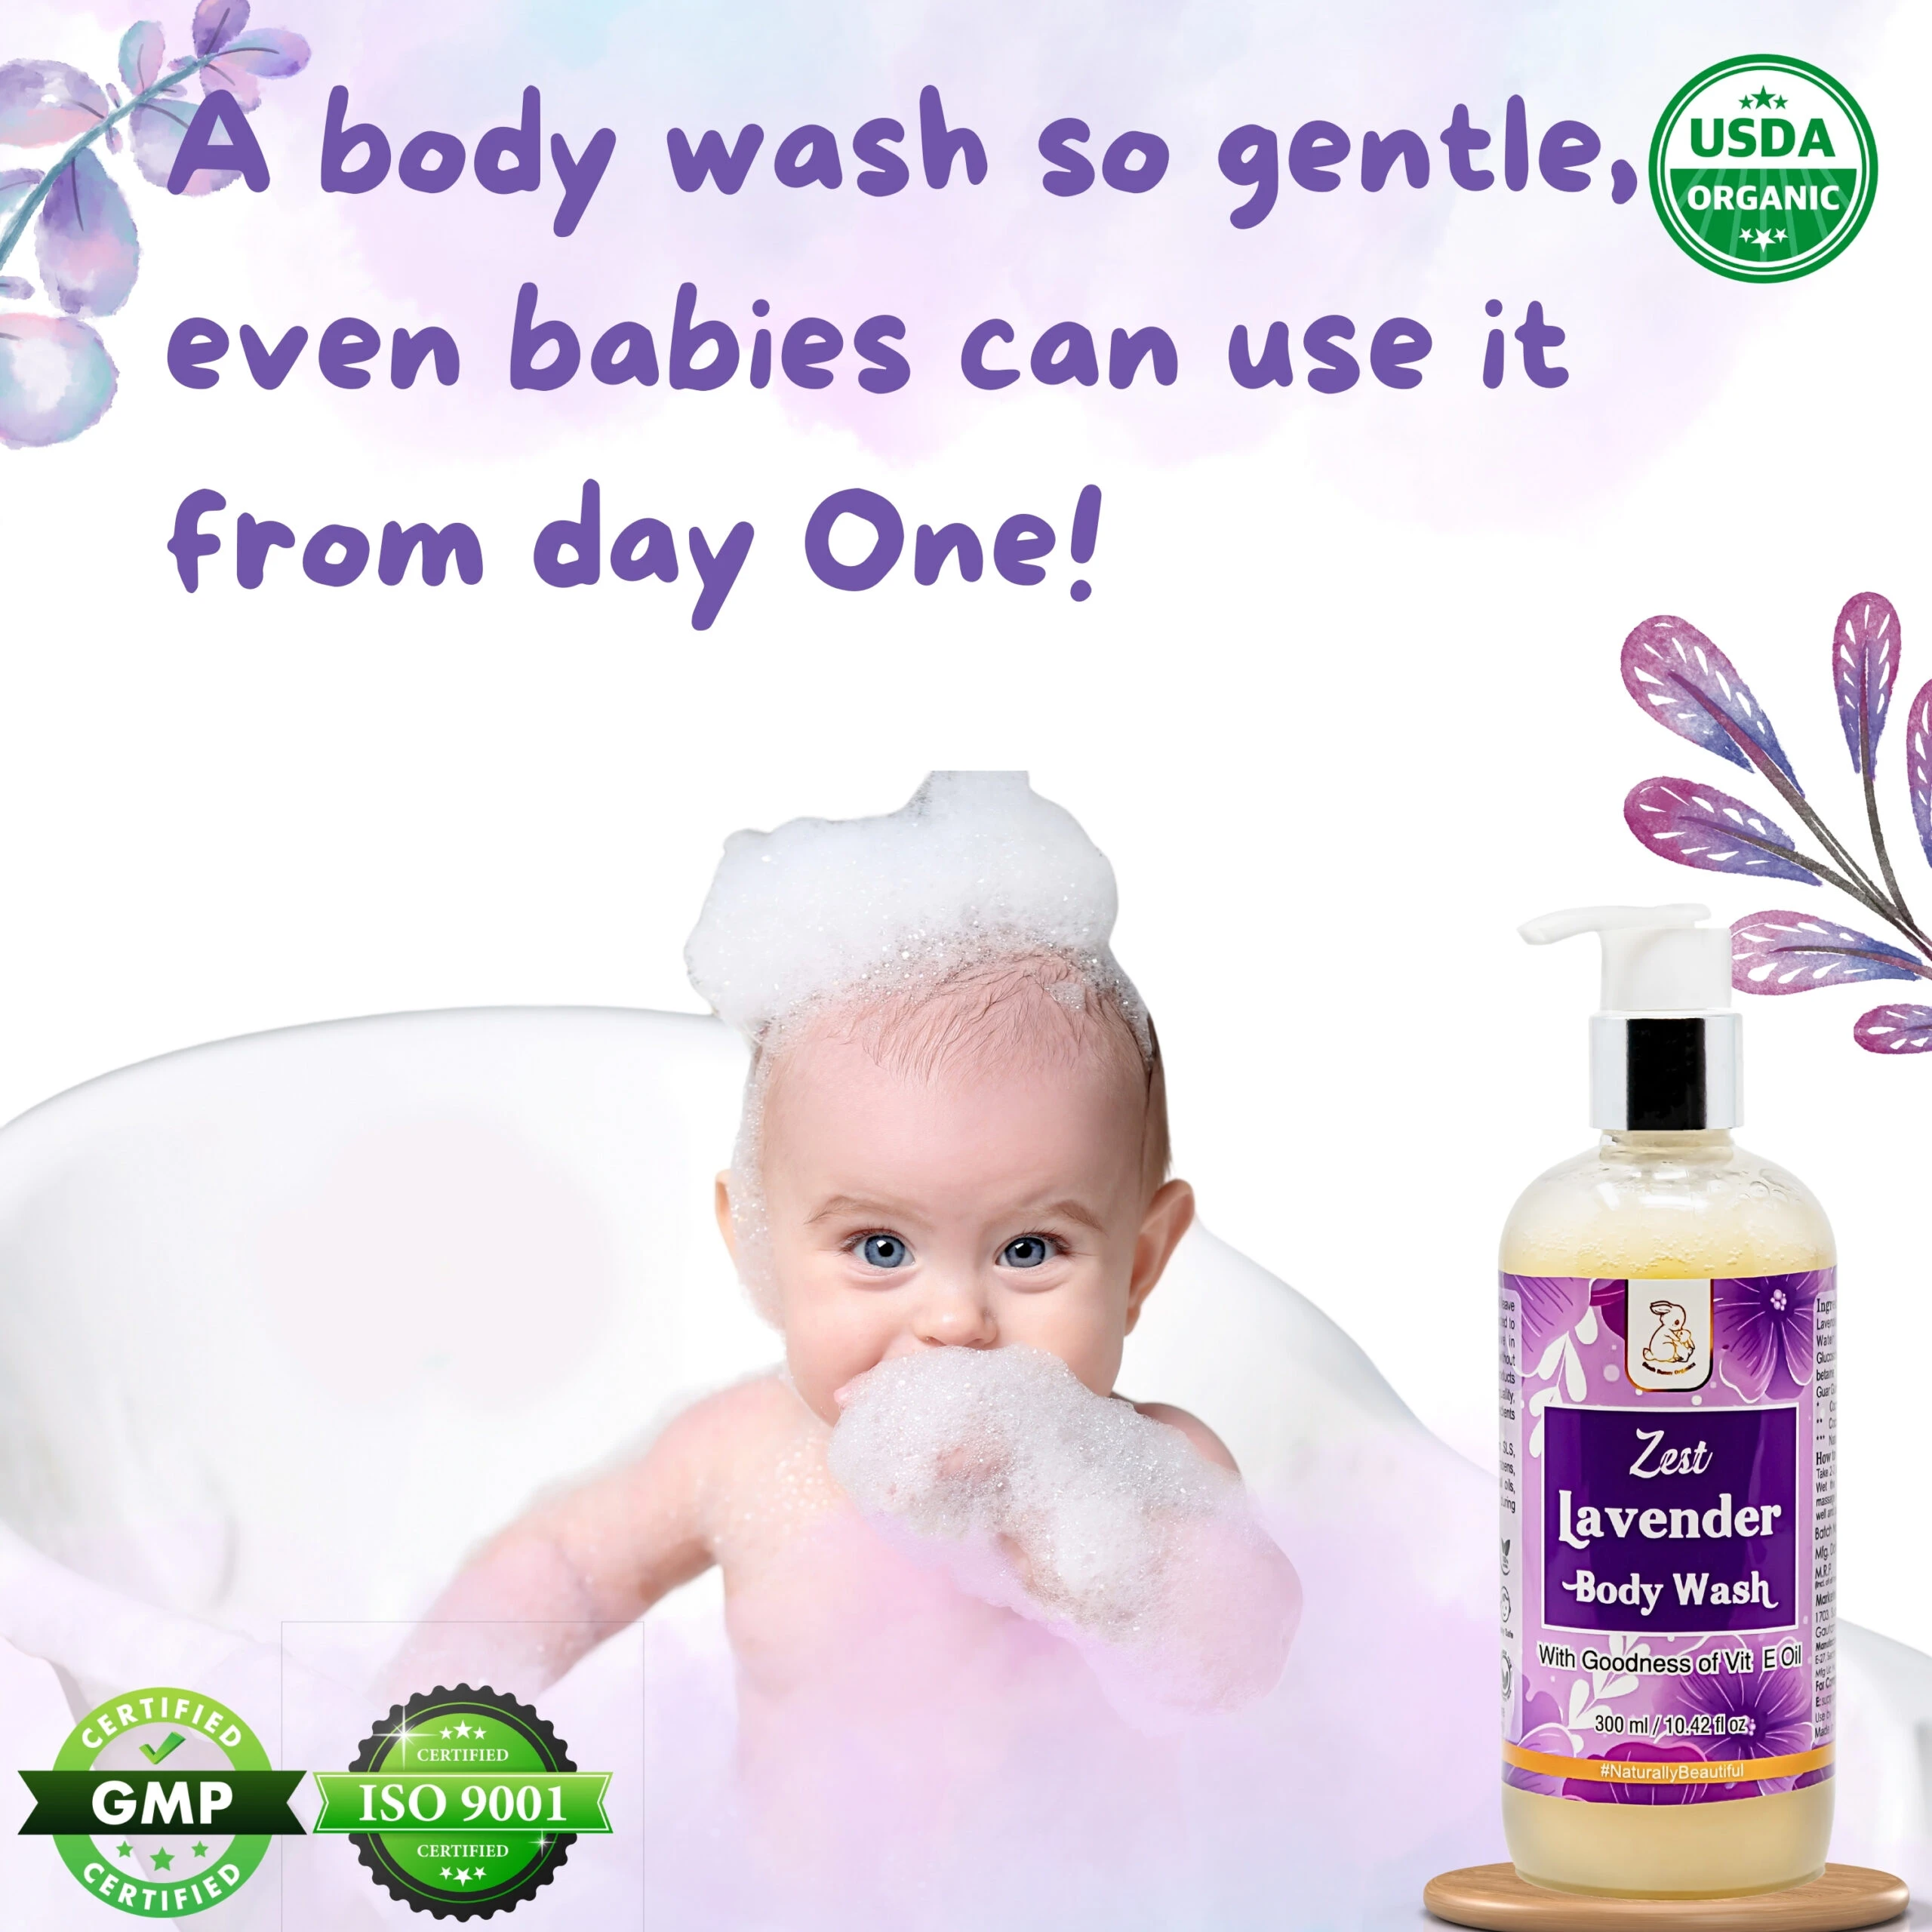 A body wash so gentle,
even babies can use it
from day One!
USDA
ORGANIC
Zest
Lavender
Body Wash
With Goodness of Vit E Oil
300 ml / 10.42 fl oz
#NaturallyBeautiful
CERTIFIED
GMP
CERTIFIED
CERTIFIED
ISO 9001
CERTIFIED